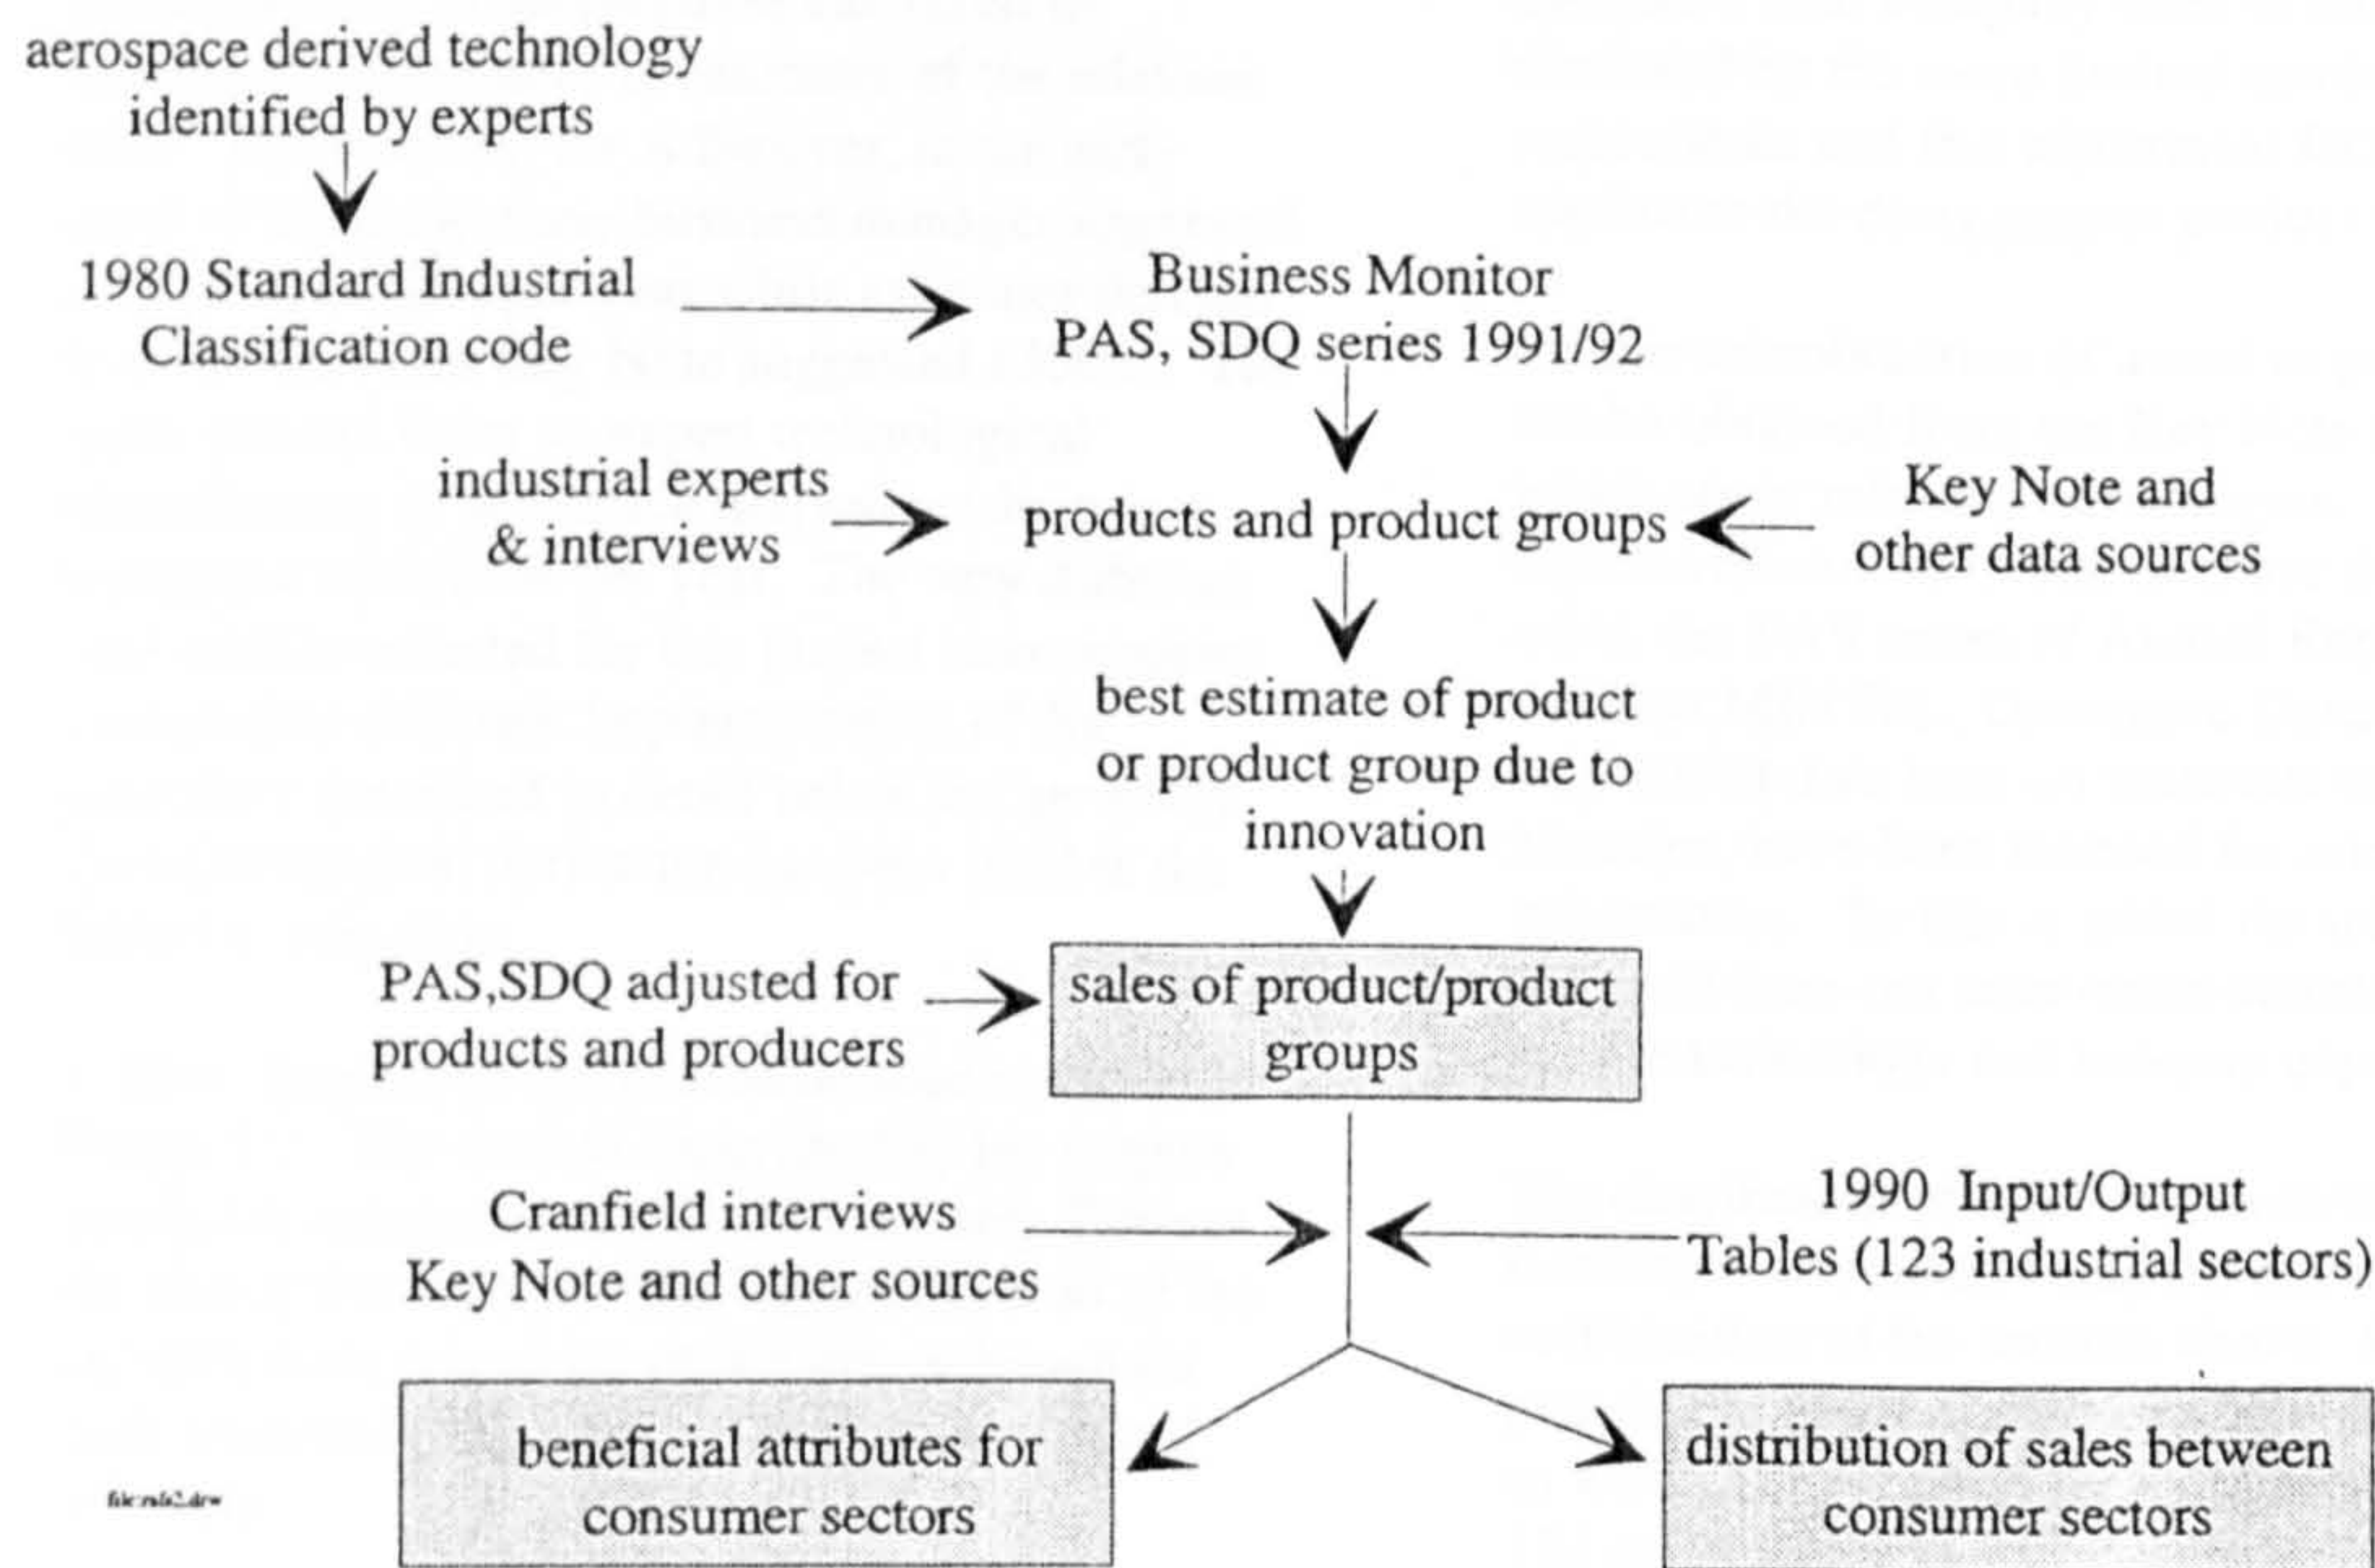 aerospace derived technology
identified by experts
1980 Standard Industrial
Classification code
Business Monitor
PAS, SDQ series 1991/92
industrial experts
& interviews
products and product groups
Key Note and
other data sources
best estimate of product
or product group due to
innovation
PAS,SDQ adjusted for
products and producers
sales of product/product
groups
Cranfield interviews
Key Note and other sources
1990 Input/Output
Tables (123 industrial sectors)
beneficial attributes for
consumer sectors
distribution of sales between
consumer sectors